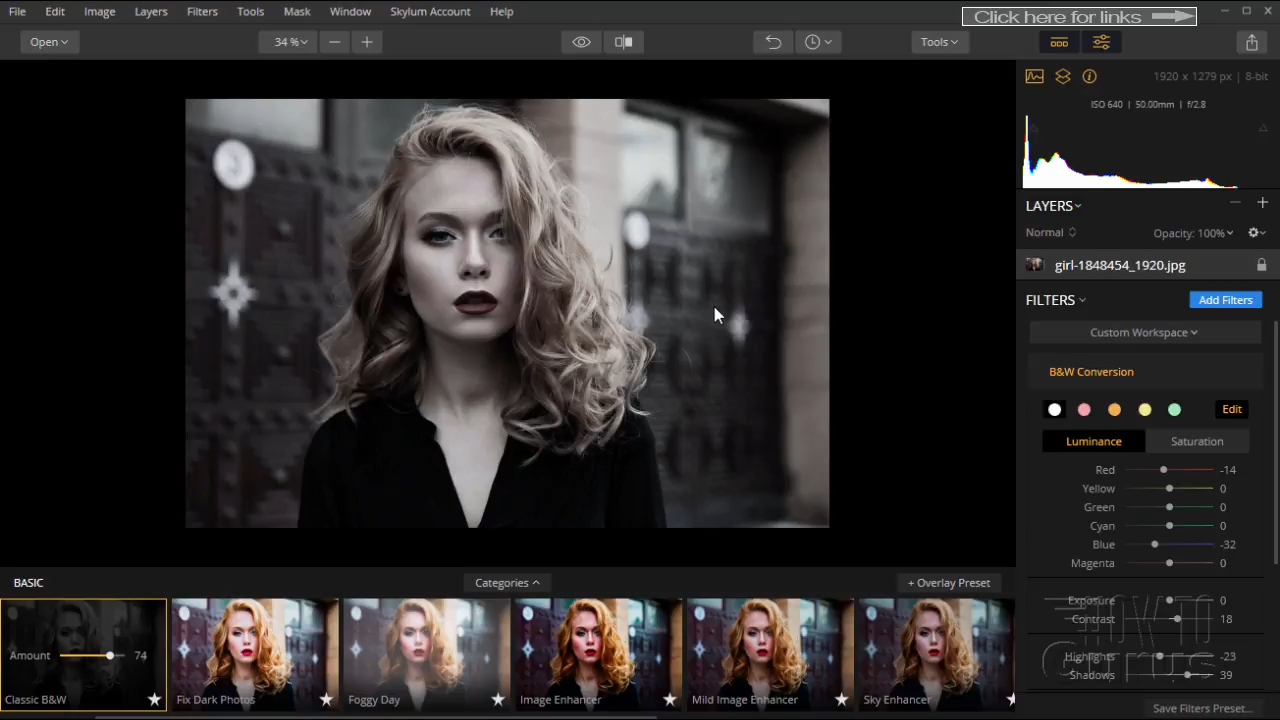 File Edit Image Layers Filters Tools Mask Window Skylum Account Help
Click here for links
Open 34 % Tools
1920 x 1279 px | 8-bit
ISO 640 | 50.00mm | f/2.8
LAYERS
Normal Opacity: 100%
girl-1848454_1920.jpg
FILTERS Add Filters
Custom Workspace
B&W Conversion
Edit
Luminance Saturation
Red -14
Yellow 0
Green 0
Cyan 0
Blue -32
Magenta 0
Exposure 0
Contrast 18
Highlights -23
Shadows 39
HOW TO
Gurus
Save Filters Preset...
BASIC Categories + Overlay Preset
Amount 74
Classic B&W Fix Dark Photos Foggy Day Image Enhancer Mild Image Enhancer Sky Enhancer